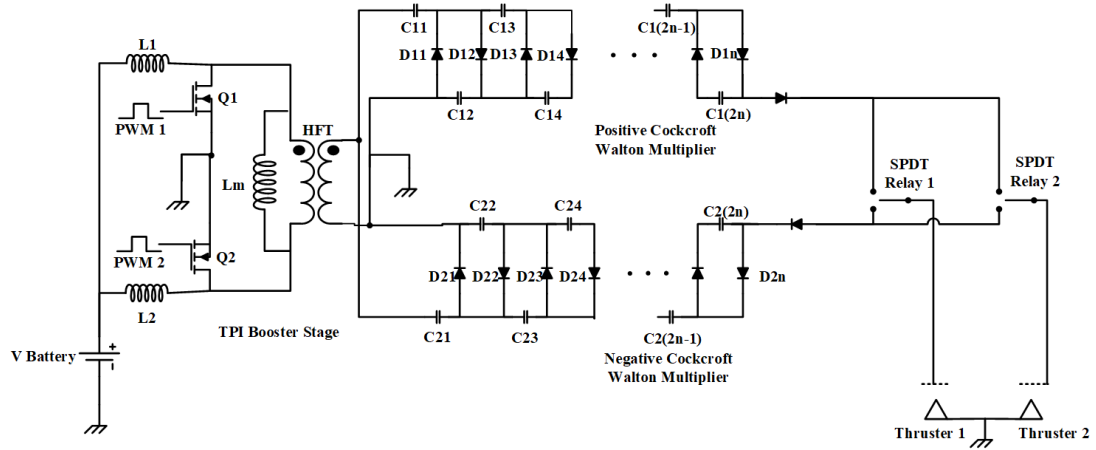 C11
C13
C1(2n-1)
L1
D11
D12
D13
D14
D1n
Q1
PWM 1
C12
C14
C1(2n)
HFT
Positive Cockcroft
Walton Multiplier
SPDT
Relay 1
SPDT
Relay 2
Lm
C22
C24
C2(2n)
PWM 2
Q2
D21
D22
D23
D24
D2n
L2
TPI Booster Stage
C21
C23
C2(2n-1)
V Battery
+
Negative Cockcroft
Walton Multiplier
Thruster 1
Thruster 2